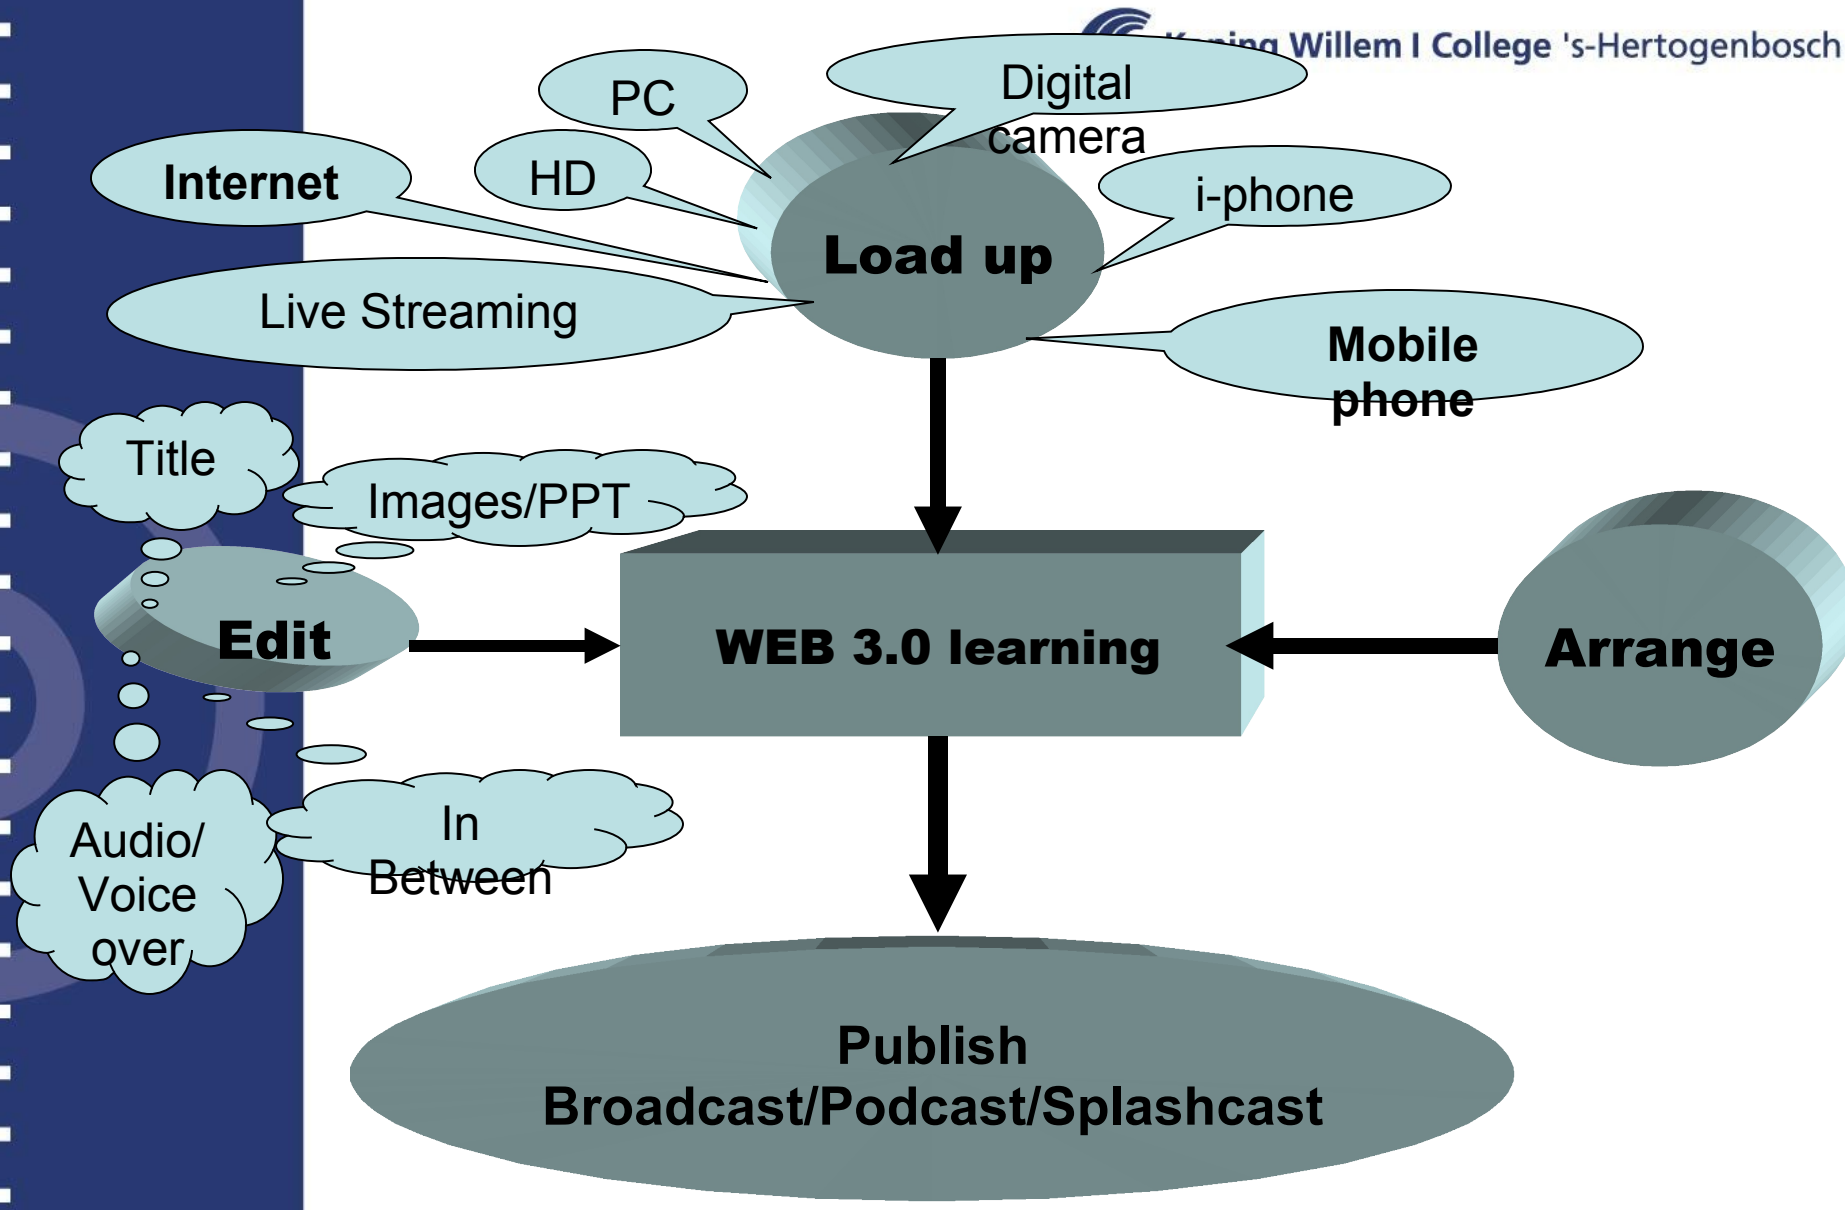 Koning Willem I College 's-Hertogenbosch
PC
Digital
camera
Internet
HD
i-phone
Load up
Live Streaming
Mobile
phone
Title
Images/PPT
Edit
WEB 3.0 learning
Arrange
Audio/
Voice
over
In
Between
Publish
Broadcast/Podcast/Splashcast